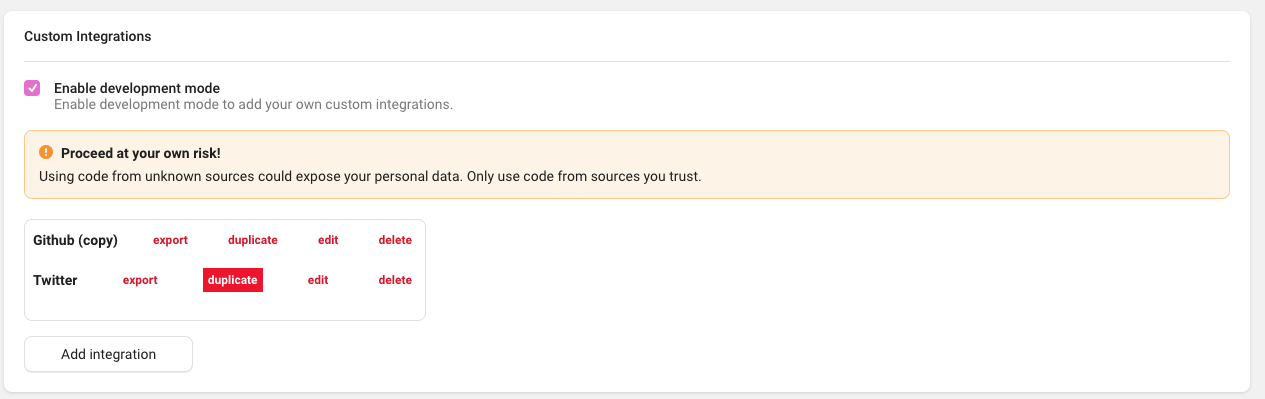 Custom Integrations
Enable development mode
Enable development mode to add your own custom integrations.
Proceed at your own risk!
Using code from unknown sources could expose your personal data. Only use code from sources you trust.
Github (copy) export duplicate edit delete
Twitter export duplicate edit delete
Add integration